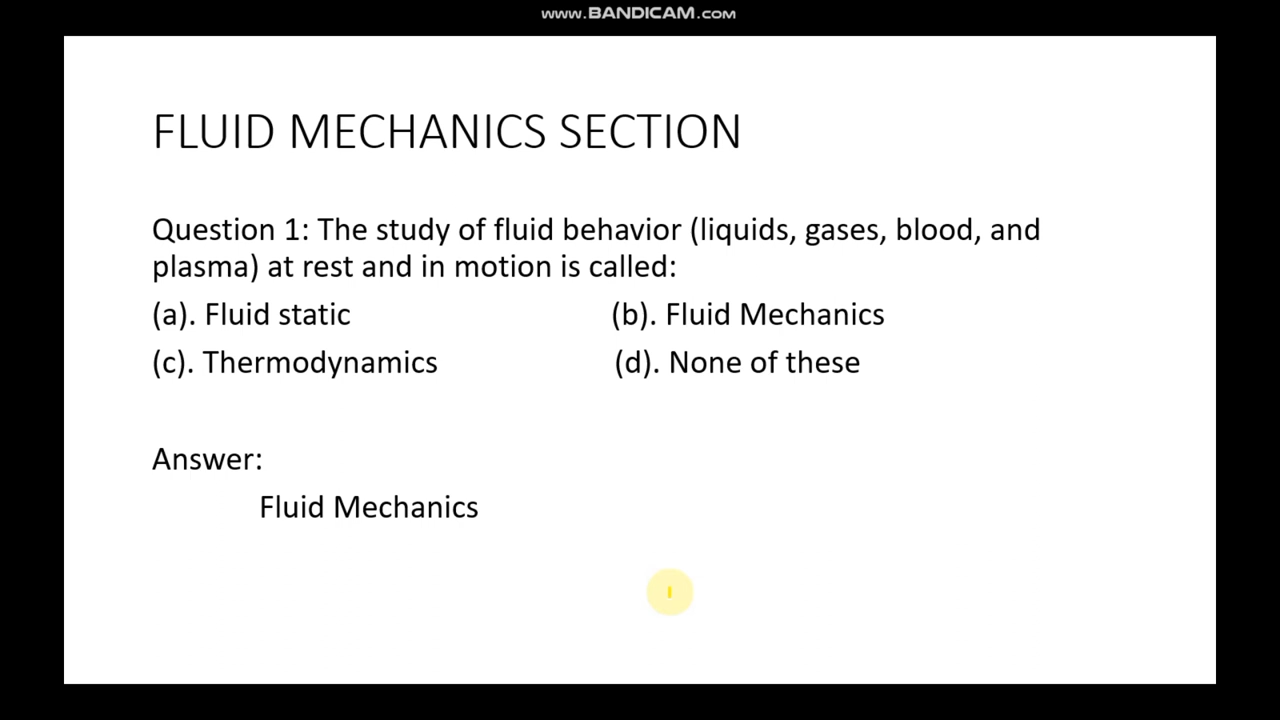 www.BANDICAM.com
FLUID MECHANICS SECTION
Question 1: The study of fluid behavior (liquids, gases, blood, and
plasma) at rest and in motion is called:
(a). Fluid static (b). Fluid Mechanics
(c). Thermodynamics (d). None of these
Answer:
Fluid Mechanics